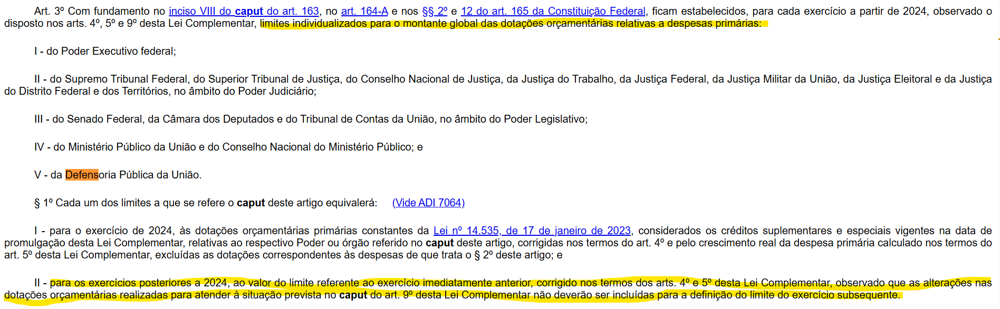 Art. 3º Com fundamento no inciso VIII do caput do art. 163, no art. 164-A e nos §§ 2º e 12 do art. 165 da Constituição Federal, ficam estabelecidos, para cada exercício a partir de 2024, observado o
disposto nos arts. 4º, 5º e 9º desta Lei Complementar, limites individualizados para o montante global das dotações orçamentárias relativas a despesas primárias:
I - do Poder Executivo federal;
II - do Supremo Tribunal Federal, do Superior Tribunal de Justiça, do Conselho Nacional de Justiça, da Justiça do Trabalho, da Justiça Federal, da Justiça Militar da União, da Justiça Eleitoral e da Justiça
do Distrito Federal e dos Territórios, no âmbito do Poder Judiciário;
III - do Senado Federal, da Câmara dos Deputados e do Tribunal de Contas da União, no âmbito do Poder Legislativo;
IV - do Ministério Público da União e do Conselho Nacional do Ministério Público; e
V - da Defensoria Pública da União.
§ 1º Cada um dos limites a que se refere o caput deste artigo equivalerá: (Vide ADI 7064)
I - para o exercício de 2024, às dotações orçamentárias primárias constantes da Lei nº 14.535, de 17 de janeiro de 2023, considerados os créditos suplementares e especiais vigentes na data de
promulgação desta Lei Complementar, relativas ao respectivo Poder ou órgão referido no caput deste artigo, corrigidas nos termos do art. 4º e pelo crescimento real da despesa primária calculado nos termos do
art. 5º desta Lei Complementar, excluídas as dotações correspondentes às despesas de que trata o § 2º deste artigo; e
II - para os exercícios posteriores a 2024, ao valor do limite referente ao exercício imediatamente anterior, corrigido nos termos dos arts. 4º e 5º desta Lei Complementar, observado que as alterações nas
dotações orçamentárias realizadas para atender à situação prevista no caput do art. 9º desta Lei Complementar não deverão ser incluídas para a definição do limite do exercício subsequente.